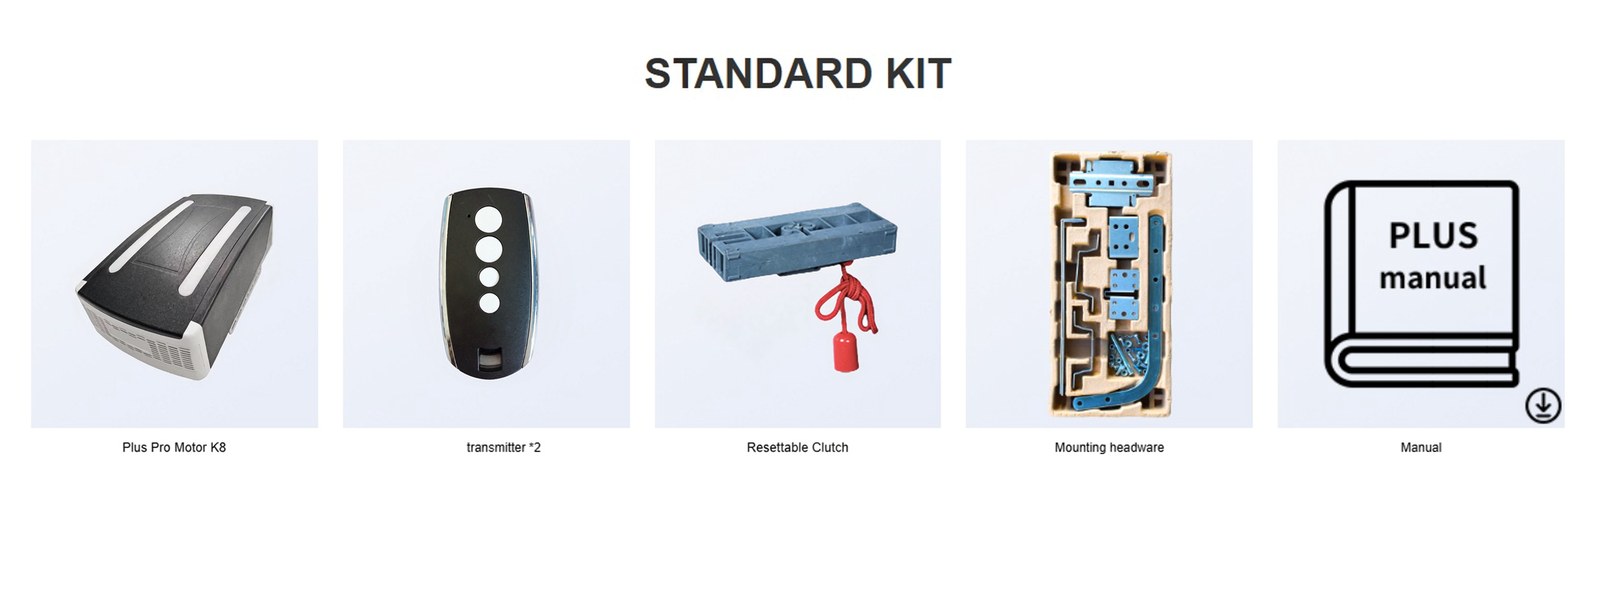 STANDARD KIT
PLUS
manual
Plus Pro Motor K8
transmitter *2
Resettable Clutch
Mounting headware
Manual